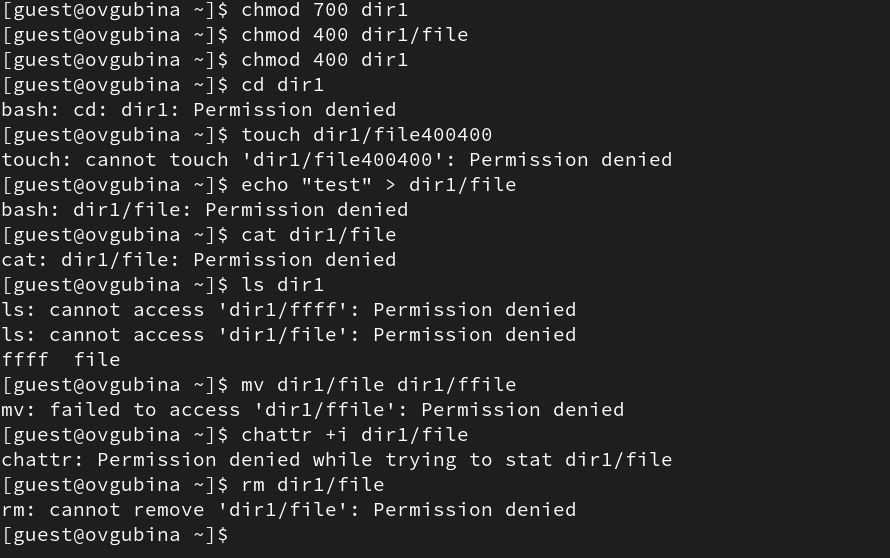 [guest@ovgubina ~]$ chmod 700 dir1
[guest@ovgubina ~]$ chmod 400 dir1/file
[guest@ovgubina ~]$ chmod 400 dir1
[guest@ovgubina ~]$ cd dir1
bash: cd: dir1: Permission denied
[guest@ovgubina ~]$ touch dir1/file400400
touch: cannot touch 'dir1/file400400': Permission denied
[guest@ovgubina ~]$ echo "test" > dir1/file
bash: dir1/file: Permission denied
[guest@ovgubina ~]$ cat dir1/file
cat: dir1/file: Permission denied
[guest@ovgubina ~]$ ls dir1
ls: cannot access 'dir1/ffff': Permission denied
ls: cannot access 'dir1/file': Permission denied
ffff  file
[guest@ovgubina ~]$ mv dir1/file dir1/ffile
mv: failed to access 'dir1/ffile': Permission denied
[guest@ovgubina ~]$ chattr +i dir1/file
chattr: Permission denied while trying to stat dir1/file
[guest@ovgubina ~]$ rm dir1/file
rm: cannot remove 'dir1/file': Permission denied
[guest@ovgubina ~]$